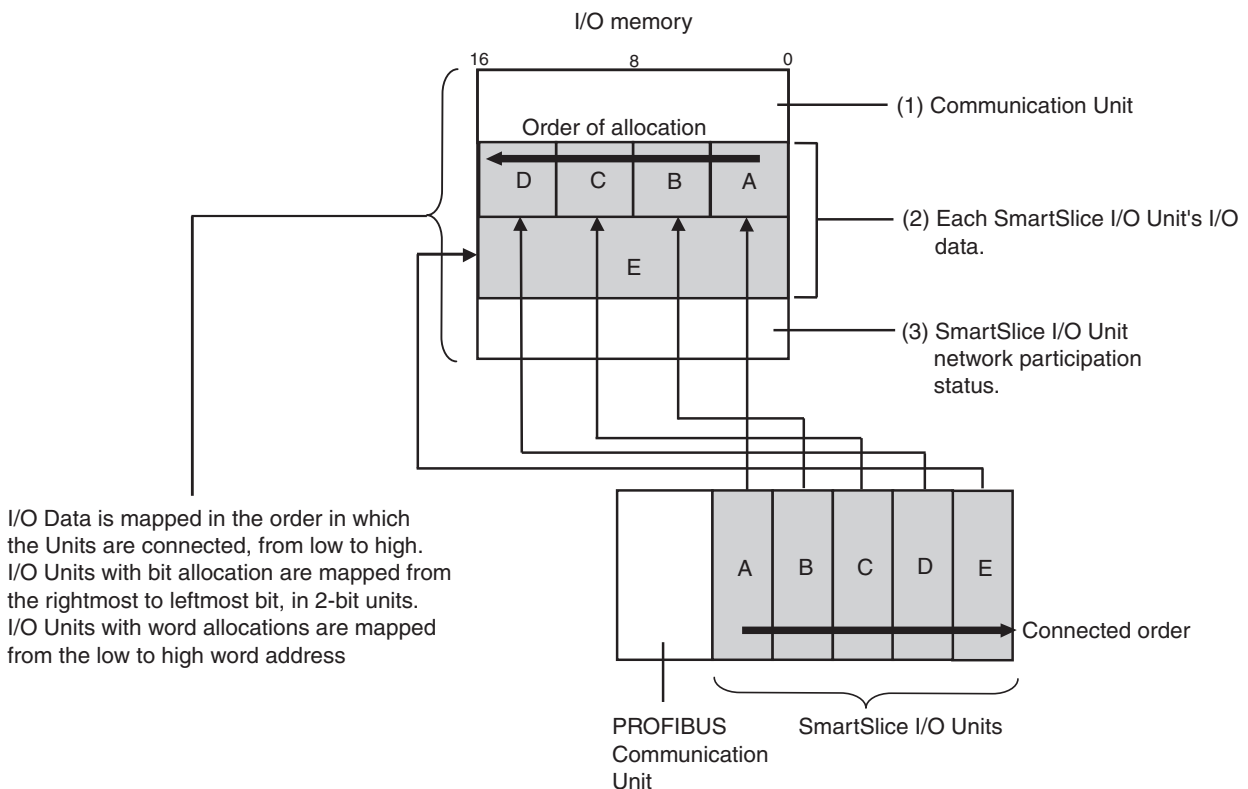 I/O memory
16 8 0
(1) Communication Unit
Order of allocation
D C B A
(2) Each SmartSlice I/O Unit's I/O
data.
E
(3) SmartSlice I/O Unit
network participation
status.
I/O Data is mapped in the order in which
the Units are connected, from low to high.
I/O Units with bit allocation are mapped from
the rightmost to leftmost bit, in 2-bit units.
I/O Units with word allocations are mapped
from the low to high word address
A B C D E
Connected order
PROFIBUS
Communication
Unit
SmartSlice I/O Units